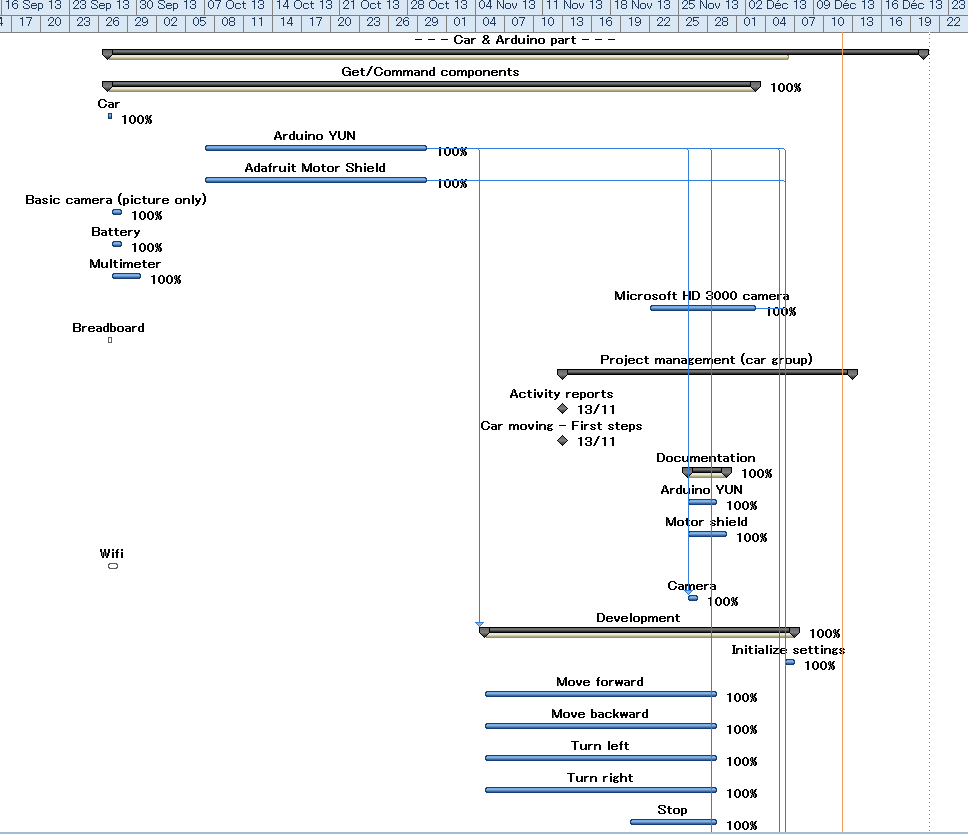 16 Sep 13 23 Sep 13 30 Sep 13 07 Oct 13 14 Oct 13 21 Oct 13 28 Oct 13 04 Nov 13 11 Nov 13 18 Nov 13 25 Nov 13 02 Déc 13 09 Déc 13 16 Déc 13 23
17 20 23 26 29 02 05 08 11 14 17 20 23 26 29 01 04 07 10 13 16 19 22 25 28 01 04 07 10 13 16 19 22
- - - Car & Arduino part - - -
Get/Command components
100%
Car
100%
Arduino YUN
100%
Adafruit Motor Shield
100%
Basic camera (picture only)
100%
Battery
100%
Multimeter
100%
Microsoft HD 3000 camera
100%
Breadboard
Project management (car group)
Activity reports
13/11
Car moving - First steps
13/11
Documentation
100%
Arduino YUN
100%
Motor shield
100%
Wifi
Camera
100%
Development
100%
Initialize settings
100%
Move forward
100%
Move backward
100%
Turn left
100%
Turn right
100%
Stop
100%